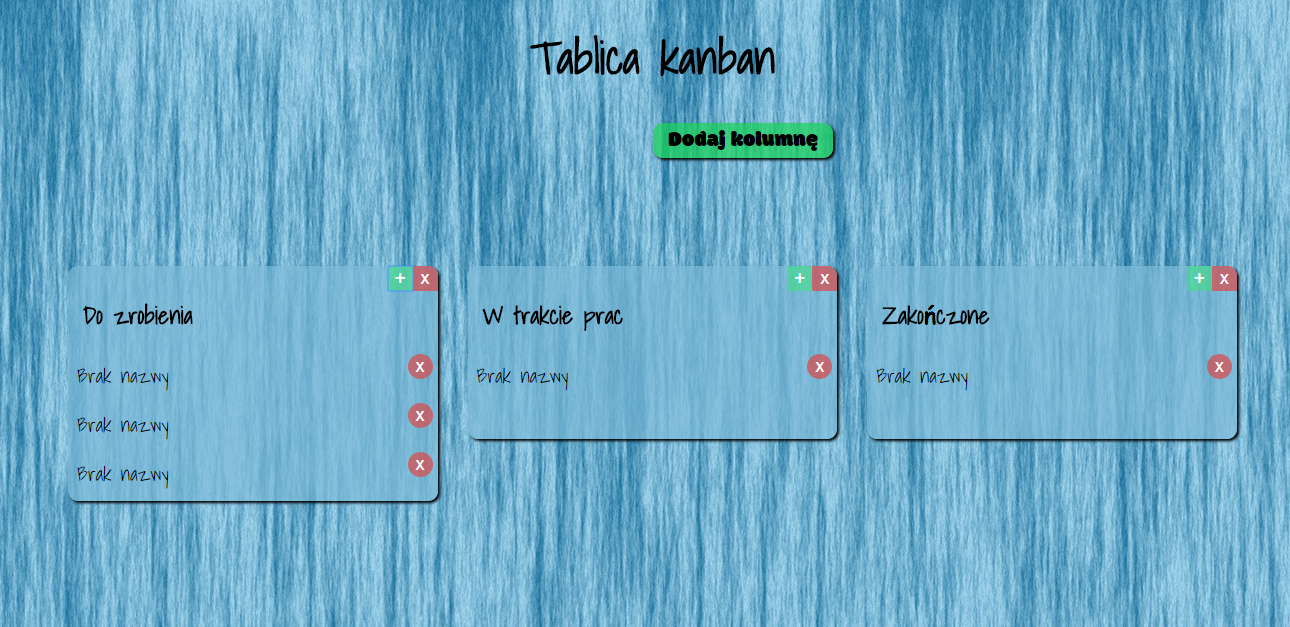 Tablica kanban
Dodaj kolumnę
+ x
Do zrobienia
Brak nazwy x
Brak nazwy x
Brak nazwy x
+ x
W trakcie prac
Brak nazwy x
+ x
Zakończone
Brak nazwy x